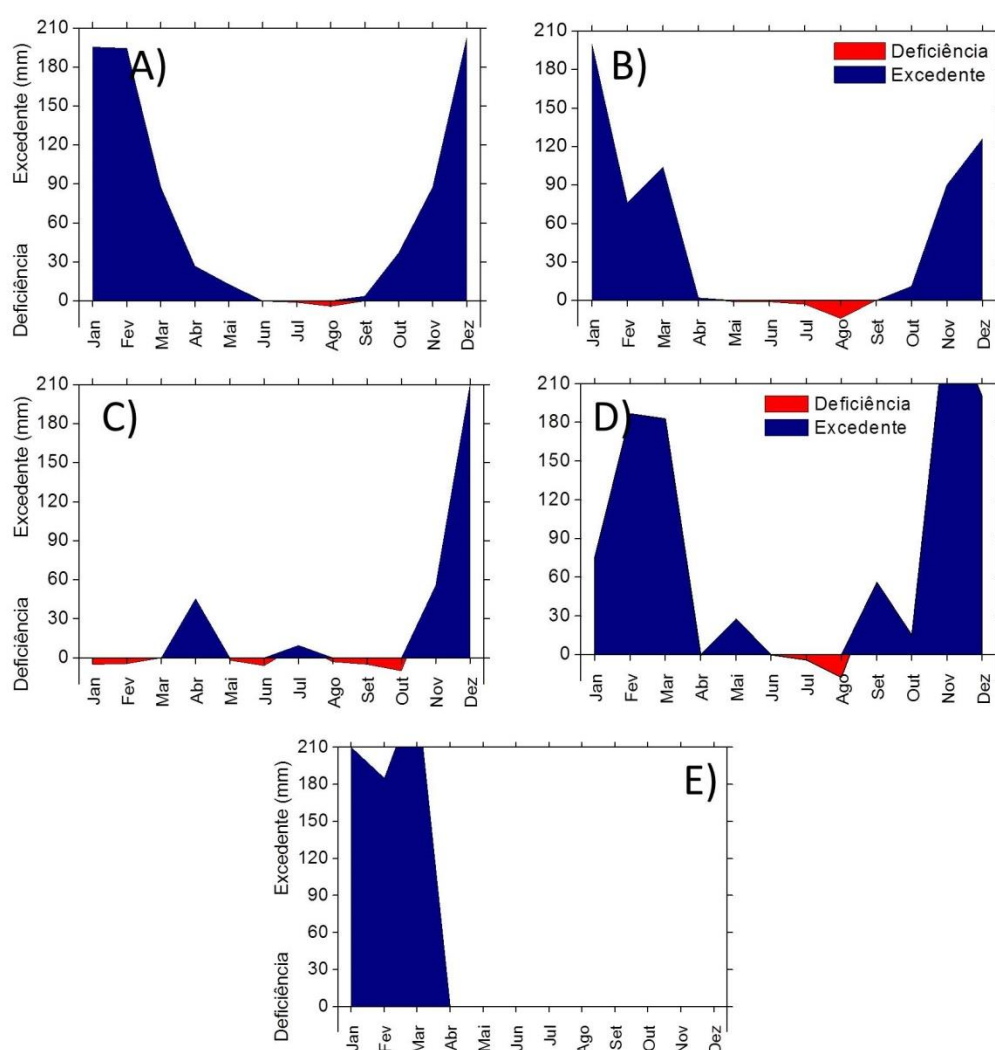 A)
Excedente (mm)
Deficiência
210
180
150
120
90
60
30
0
Jan
Fev
Mar
Abr
Mai
Jun
Jul
Ago
Set
Out
Nov
Dez
B)
Deficiência
Excedente
210
180
150
120
90
60
30
0
Jan
Fev
Mar
Abr
Mai
Jun
Jul
Ago
Set
Out
Nov
Dez
C)
Excedente (mm)
Deficiência
210
180
150
120
90
60
30
0
Jan
Fev
Mar
Abr
Mai
Jun
Jul
Ago
Set
Out
Nov
Dez
D)
Deficiência
Excedente
210
180
150
120
90
60
30
0
Jan
Fev
Mar
Abr
Mai
Jun
Jul
Ago
Set
Out
Nov
Dez
E)
Excedente (mm)
Deficiência
210
180
150
120
90
60
30
0
Jan
Fev
Mar
Abr
Mai
Jun
Jul
Ago
Set
Out
Nov
Dez